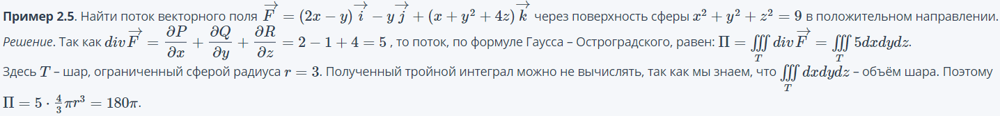 Пример 2.5. Найти поток векторного поля $\overrightarrow{F} = (2x - y)\overrightarrow{i} - y\overrightarrow{j} + (x + y^2 + 4z)\overrightarrow{k}$ через поверхность сферы $x^2 + y^2 + z^2 = 9$ в положительном направлении.
Решение. Так как $div\overrightarrow{F} = \dfrac{\partial P}{\partial x} + \dfrac{\partial Q}{\partial y} + \dfrac{\partial R}{\partial z} = 2 - 1 + 4 = 5$ , то поток, по формуле Гаусса – Остроградского, равен: $\Pi = \iiint\limits_T div\overrightarrow{F} = \iiint\limits_T 5dxdydz$.
Здесь $T$ – шар, ограниченный сферой радиуса $r = 3$. Полученный тройной интеграл можно не вычислять, так как мы знаем, что $\iiint\limits_T dxdydz$ – объём шара. Поэтому
$\Pi = 5 \cdot \frac{4}{3}\pi r^3 = 180\pi$.